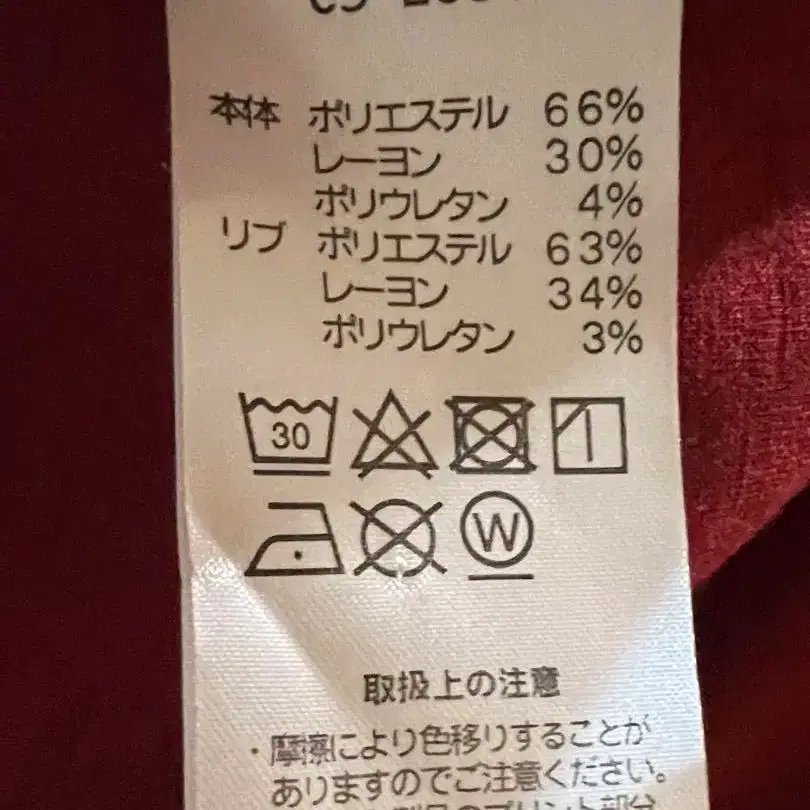 本体 ポリエステル 66%
レーヨン 30%
ポリウレタン 4%
リブ ポリエステル 63%
レーヨン 34%
ポリウレタン 3%
30
W
取扱上の注意
・摩擦により色移りすることが
ありますのでご注意ください。